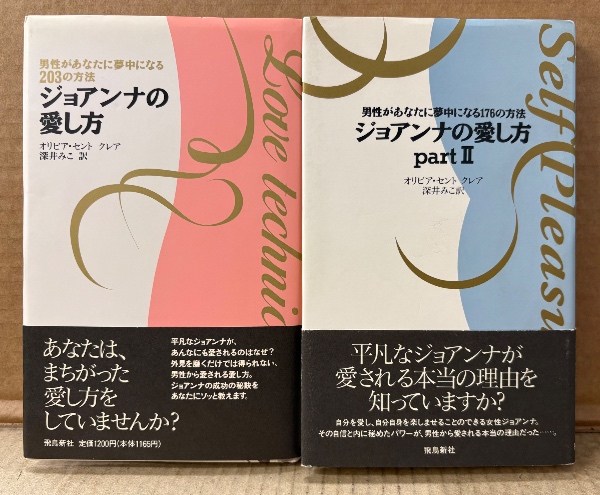 男性があなたに夢中になる
203の方法
ジョアンナの
愛し方
オリビア・セント クレア
深井みこ 訳
Love technic
あなたは、
まちがった
愛し方を
していませんか?
平凡なジョアンナが、
あんなにも愛されるのはなぜ?
外見を磨くだけでは得られない、
男性から愛される愛し方。
ジョアンナの成功の秘訣を
あなたにソッと教えます。
飛鳥新社 定価1200円(本体1165円)
男性があなたに夢中になる176の方法
ジョアンナの愛し方
part II
オリビア・セント クレア
深井みこ訳
Self Pleasu
平凡なジョアンナが
愛される本当の理由を
知っていますか?
自分を愛し、自分自身を楽しませることのできる女性ジョアンナ。
その自信と内に秘めたパワーが、男性から愛される本当の理由だった……。
飛鳥新社